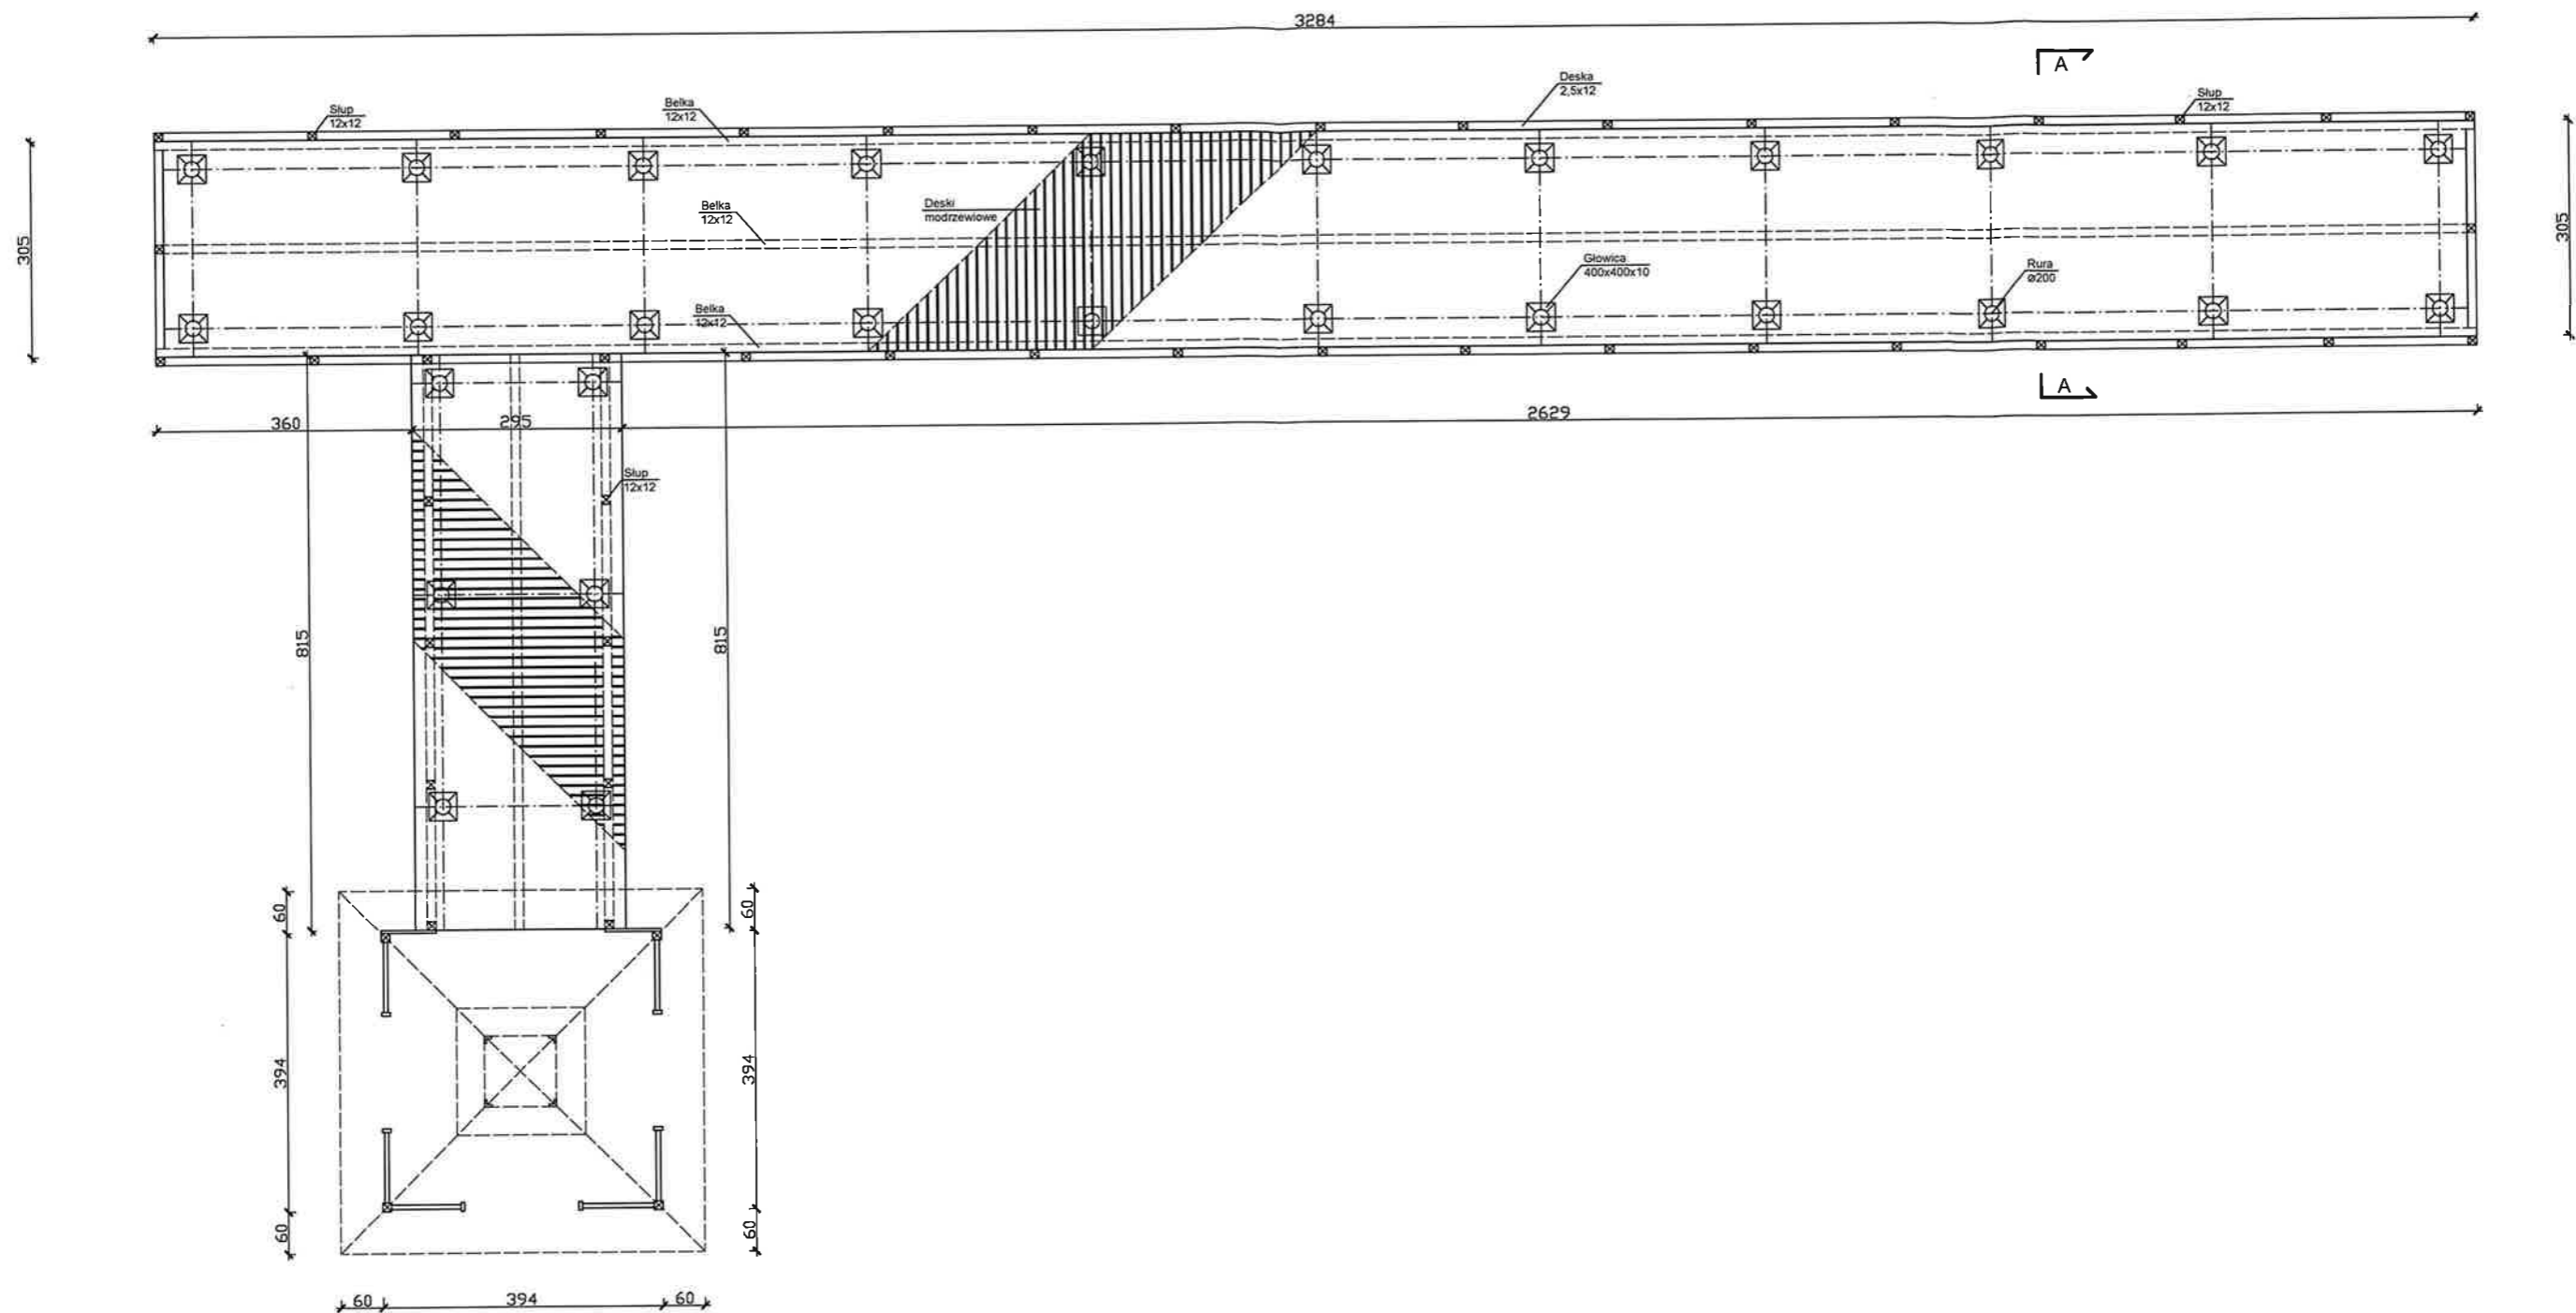 3284
A
Deska
2,5x12
Słup
12x12
Belka
12x12
Słup
12x12
305
Belka
12x12
Deski
modrzewiowe
305
Głowica
400x400x10
Rura
ø200
Belka
12x12
A
360
295
2629
Słup
12x12
815
815
60
60
394
394
60
60
60
394
60